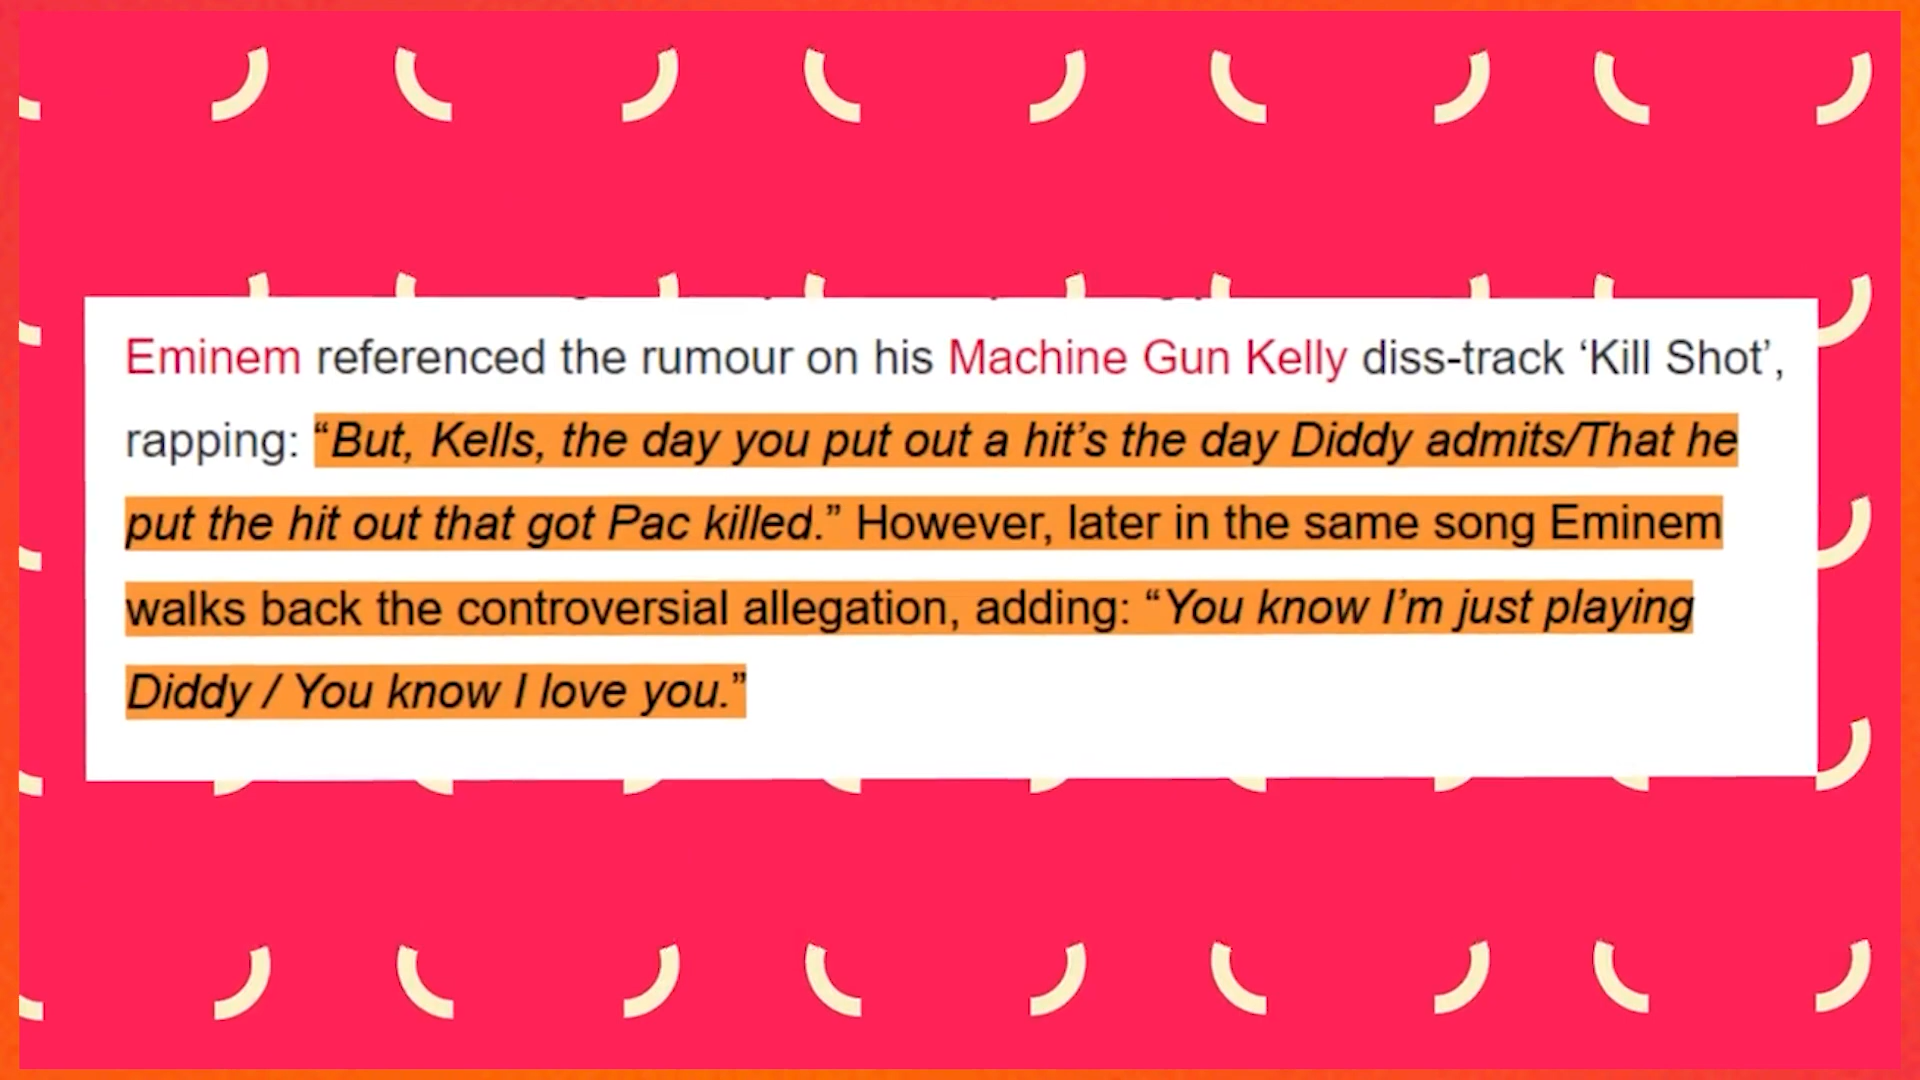 Eminem referenced the rumour on his Machine Gun Kelly diss-track ‘Kill Shot’,
rapping: “But, Kells, the day you put out a hit’s the day Diddy admits/That he
put the hit out that got Pac killed.” However, later in the same song Eminem
walks back the controversial allegation, adding: “You know I’m just playing
Diddy / You know I love you.”